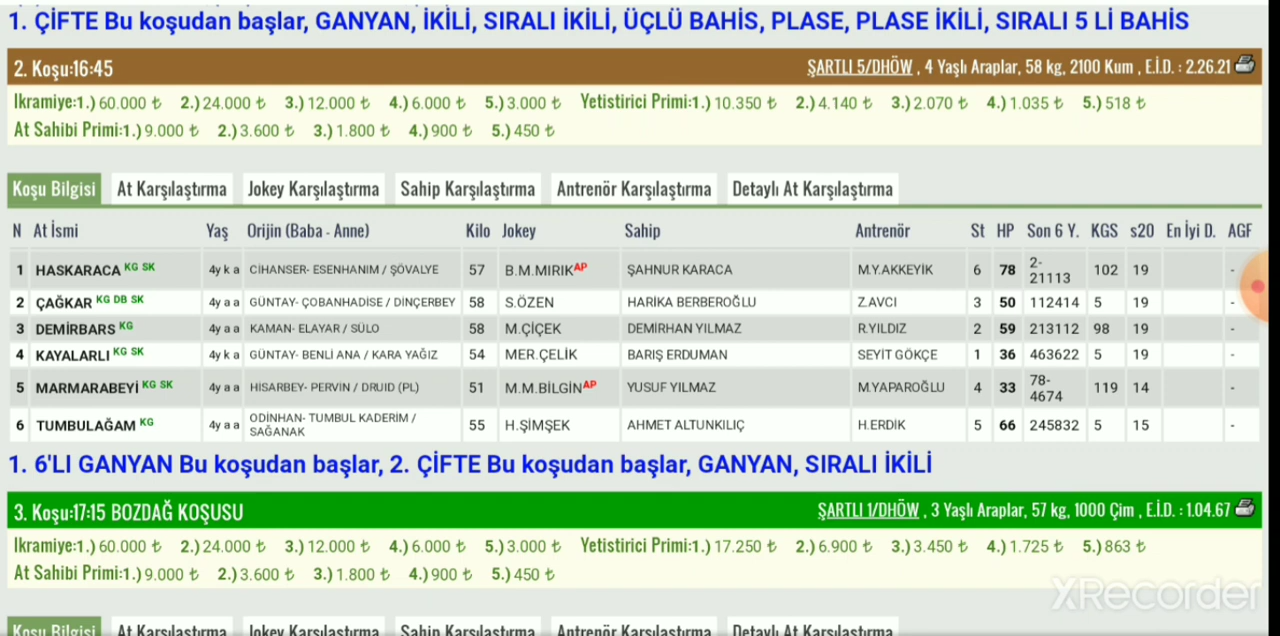 1. ÇİFTE Bu koşudan başlar, GANYAN, İKİLİ, SIRALI İKİLİ, ÜÇLÜ BAHİS, PLASE, PLASE İKİLİ, SIRALI 5 Lİ BAHİS
2. Koşu:16:45 ŞARTLI 5/DHÖW , 4 Yaşlı Araplar, 58 kg, 2100 Kum , E.İ.D. : 2.26.21
Ikramiye:1.) 60.000 ₺ 2.) 24.000 ₺ 3.) 12.000 ₺ 4.) 6.000 ₺ 5.) 3.000 ₺ Yetistirici Primi:1.) 10.350 ₺ 2.) 4.140 ₺ 3.) 2.070 ₺ 4.) 1.035 ₺ 5.) 518 ₺
At Sahibi Primi:1.) 9.000 ₺ 2.) 3.600 ₺ 3.) 1.800 ₺ 4.) 900 ₺ 5.) 450 ₺
Koşu Bilgisi At Karşılaştırma Jokey Karşılaştırma Sahip Karşılaştırma Antrenör Karşılaştırma Detaylı At Karşılaştırma
N At İsmi Yaş Orijin (Baba - Anne) Kilo Jokey Sahip Antrenör St HP Son 6 Y. KGS s20 En İyi D. AGF
1 HASKARACA KG SK 4y k a CİHANSER- ESENHANIM / ŞÖVALYE 57 B.M.MIRIK AP ŞAHNUR KARACA M.Y.AKKEYİK 6 78 2-21113 102 19 -
2 ÇAĞKAR KG DB SK 4y a a GÜNTAY- ÇOBANHADİSE / DİNÇERBEY 58 S.ÖZEN HARİKA BERBEROĞLU Z.AVCI 3 50 112414 5 19 -
3 DEMİRBARS KG 4y a a KAMAN- ELAYAR / SÜLO 58 M.ÇİÇEK DEMİRHAN YILMAZ R.YILDIZ 2 59 213112 98 19 -
4 KAYALARLI KG SK 4y k a GÜNTAY- BENLİ ANA / KARA YAĞIZ 54 MER.ÇELİK BARIŞ ERDUMAN SEYİT GÖKÇE 1 36 463622 5 19 -
5 MARMARABEYİ KG SK 4y a a HİSARBEY- PERVİN / DRUID (PL) 51 M.M.BİLGİN AP YUSUF YILMAZ M.YAPAROĞLU 4 33 78-4674 119 14 -
6 TUMBULAĞAM KG 4y a a ODİNHAN- TUMBUL KADERİM / SAĞANAK 55 H.ŞİMŞEK AHMET ALTUNKILIÇ H.ERDİK 5 66 245832 5 15 -
1. 6'LI GANYAN Bu koşudan başlar, 2. ÇİFTE Bu koşudan başlar, GANYAN, SIRALI İKİLİ
3. Koşu:17:15 BOZDAĞ KOŞUSU ŞARTLI 1/DHÖW , 3 Yaşlı Araplar, 57 kg, 1000 Çim , E.İ.D. : 1.04.67
Ikramiye:1.) 60.000 ₺ 2.) 24.000 ₺ 3.) 12.000 ₺ 4.) 6.000 ₺ 5.) 3.000 ₺ Yetistirici Primi:1.) 17.250 ₺ 2.) 6.900 ₺ 3.) 3.450 ₺ 4.) 1.725 ₺ 5.) 863 ₺
At Sahibi Primi:1.) 9.000 ₺ 2.) 3.600 ₺ 3.) 1.800 ₺ 4.) 900 ₺ 5.) 450 ₺
XRecorder
Koşu Bilgisi At Karşılaştırma Jokey Karşılaştırma Sahip Karşılaştırma Antrenör Karşılaştırma Detaylı At Karşılaştırma